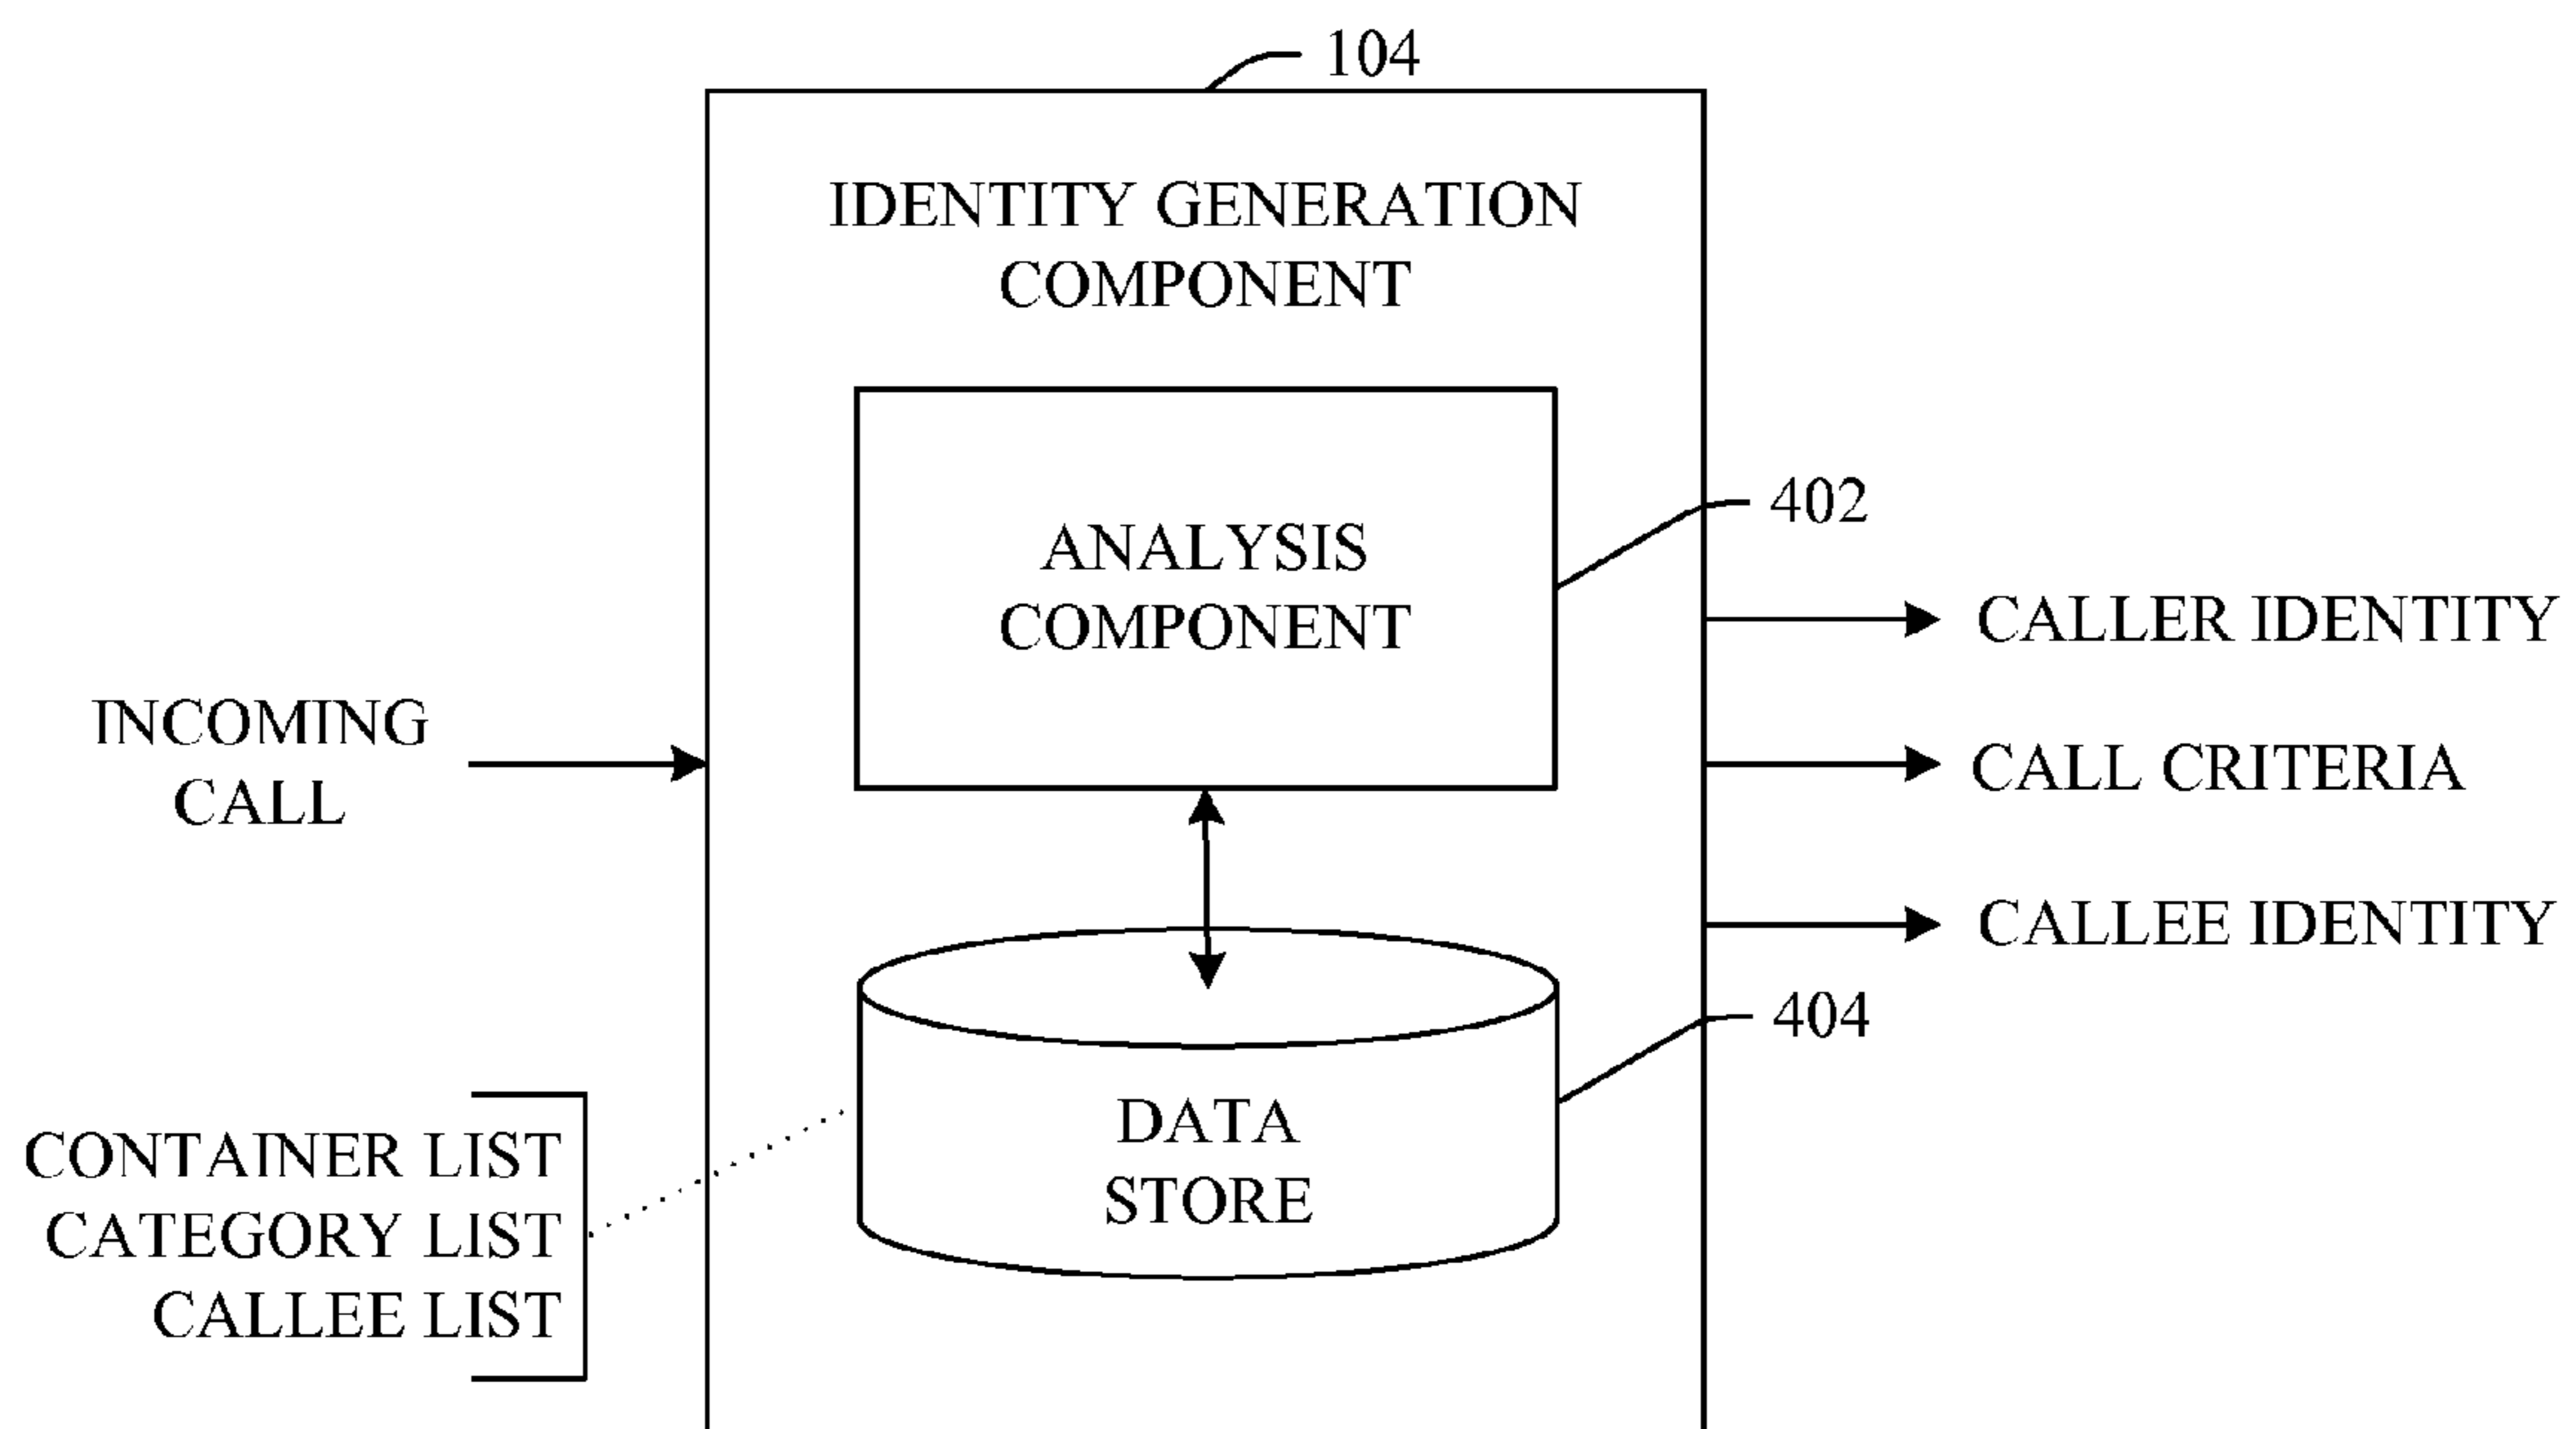 104
IDENTITY GENERATION
COMPONENT
ANALYSIS
COMPONENT
402
CALLER IDENTITY
INCOMING
CALL
CALL CRITERIA
CALLEE IDENTITY
404
DATA
STORE
CONTAINER LIST
CATEGORY LIST
CALLEE LIST